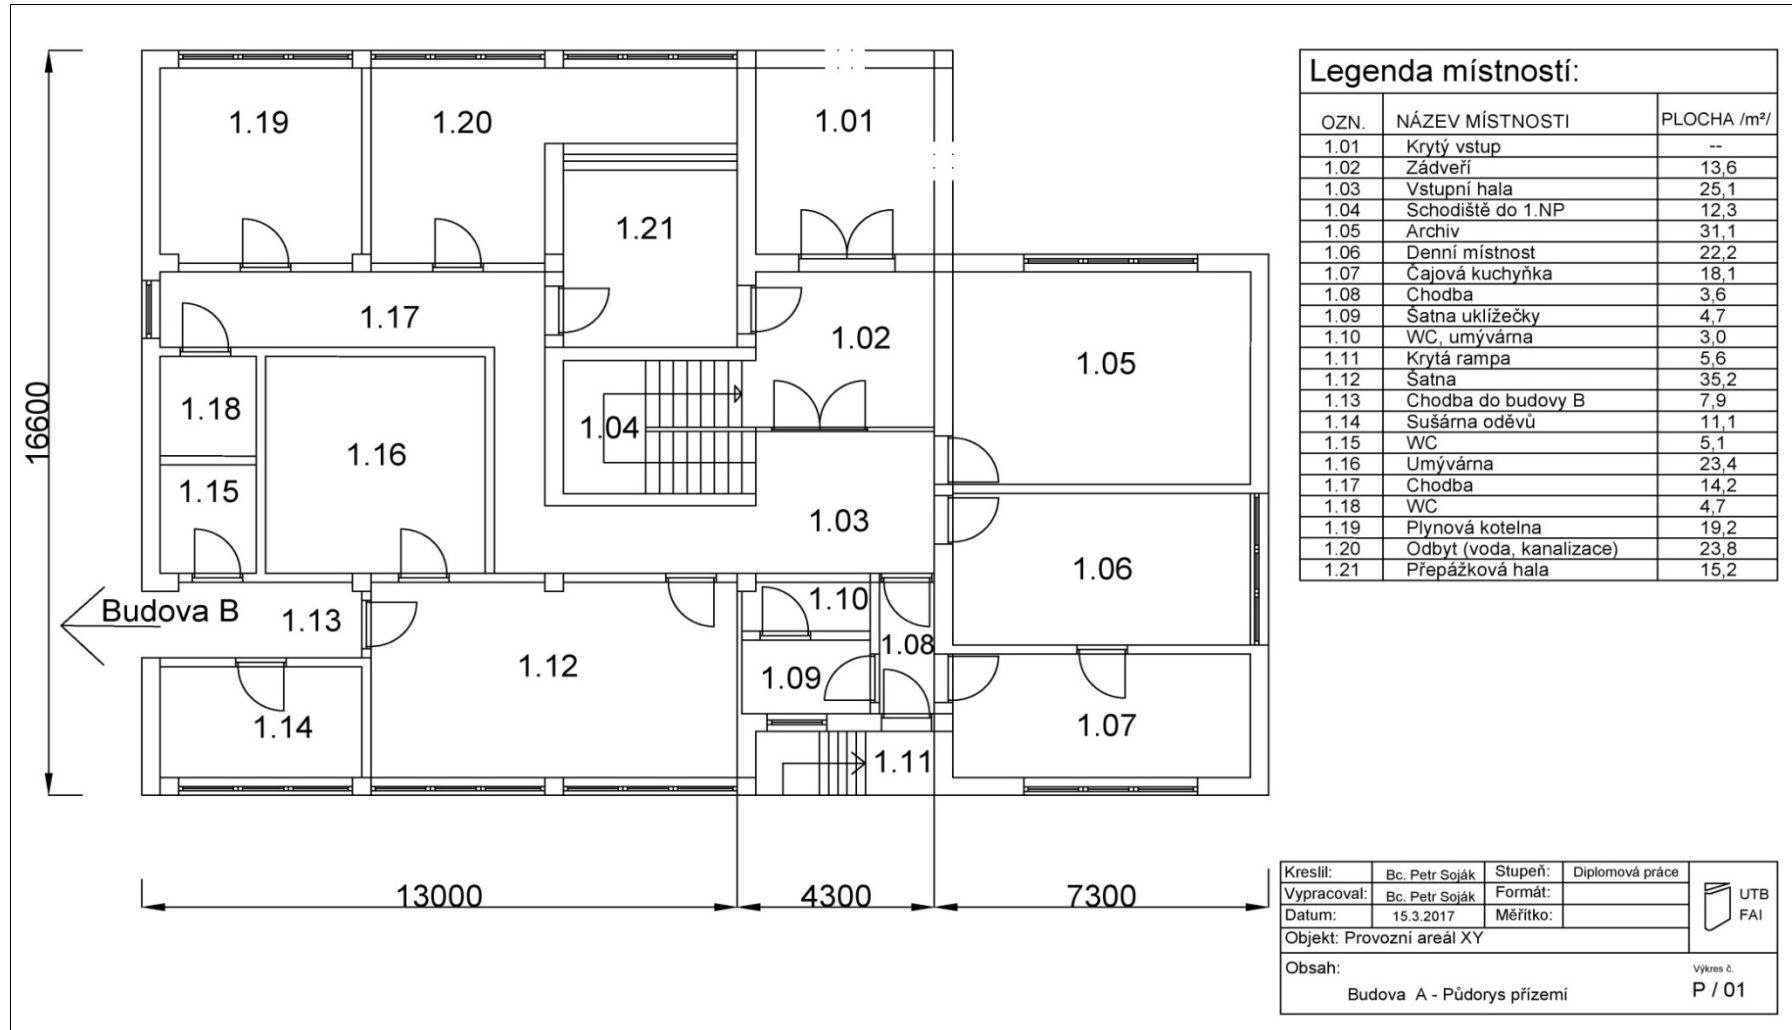 1.19
1.20
1.01
1.21
1.17
1.02
1.05
1.18
1.04
1.16
1.15
1.03
1.06
1.10
Budova B
1.13
1.08
1.12
1.09
1.14
1.07
1.11
16600
13000
4300
7300
Legenda místností:
OZN. NÁZEV MÍSTNOSTI PLOCHA /m²/
1.01 Krytý vstup --
1.02 Zádveří 13,6
1.03 Vstupní hala 25,1
1.04 Schodiště do 1.NP 12,3
1.05 Archiv 31,1
1.06 Denní místnost 22,2
1.07 Čajová kuchyňka 18,1
1.08 Chodba 3,6
1.09 Šatna uklížečky 4,7
1.10 WC, umývárna 3,0
1.11 Krytá rampa 5,6
1.12 Šatna 35,2
1.13 Chodba do budovy B 7,9
1.14 Sušárna oděvů 11,1
1.15 WC 5,1
1.16 Umývárna 23,4
1.17 Chodba 14,2
1.18 WC 4,7
1.19 Plynová kotelna 19,2
1.20 Odbyt (voda, kanalizace) 23,8
1.21 Přepážková hala 15,2
Kreslil: Bc. Petr Soják Stupeň: Diplomová práce
Vypracoval: Bc. Petr Soják Formát:
Datum: 15.3.2017 Měřítko:
UTB
FAI
Objekt: Provozní areál XY
Obsah:
Budova A - Půdorys přízemí
Výkres č.
P / 01